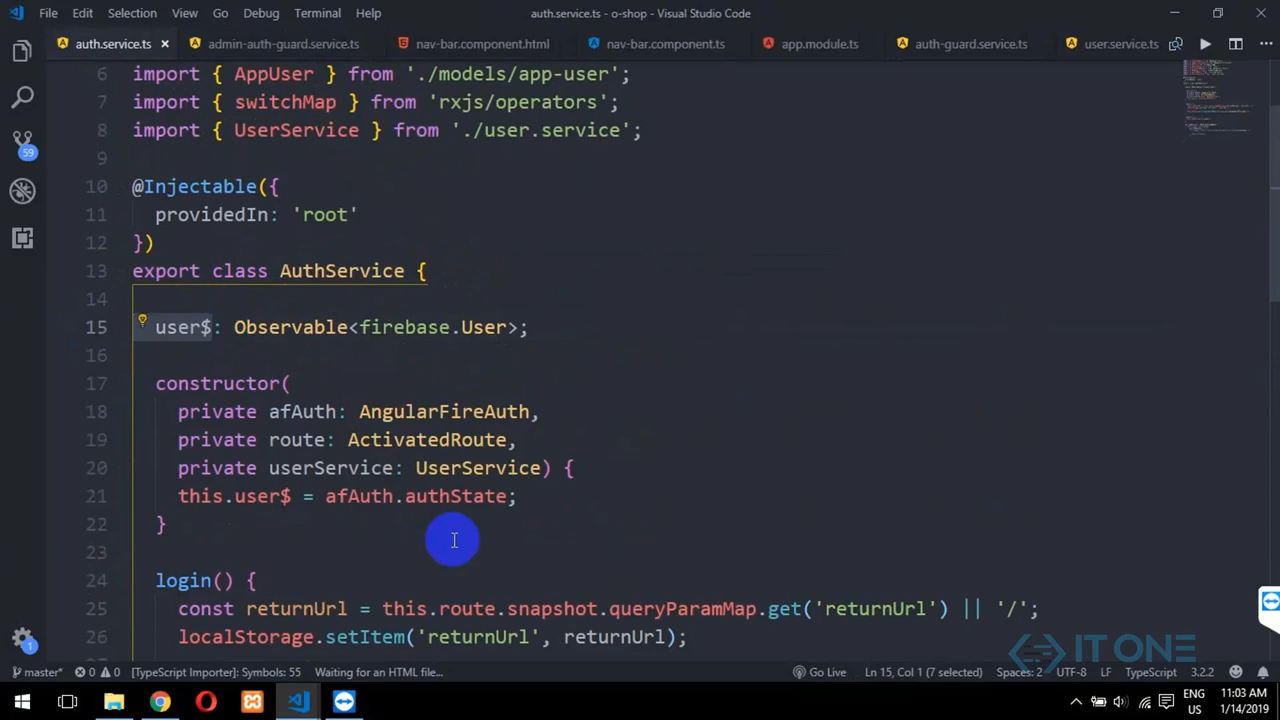 File Edit Selection View Go Debug Terminal Help auth.service.ts - o-shop - Visual Studio Code
auth.service.ts admin-auth-guard.service.ts nav-bar.component.html nav-bar.component.ts app.module.ts auth-guard.service.ts user.service.ts
6 import { AppUser } from './models/app-user';
7 import { switchMap } from 'rxjs/operators';
8 import { UserService } from './user.service';
9
10 @Injectable({
11 providedIn: 'root'
12 })
13 export class AuthService {
14
15 user$: Observable<firebase.User>;
16
17 constructor(
18 private afAuth: AngularFireAuth,
19 private route: ActivatedRoute,
20 private userService: UserService) {
21 this.user$ = afAuth.authState;
22 }
23
24 login() {
25 const returnUrl = this.route.snapshot.queryParamMap.get('returnUrl') || '/';
26 localStorage.setItem('returnUrl', returnUrl);
59
1
IT ONE
master* 0 0 [TypeScript Importer]: Symbols: 55 Waiting for an HTML file... Go Live Ln 15, Col 1 (7 selected) Spaces: 2 UTF-8 LF TypeScript 3.2.2 1
ENG 11:03 AM
US 1/14/2019